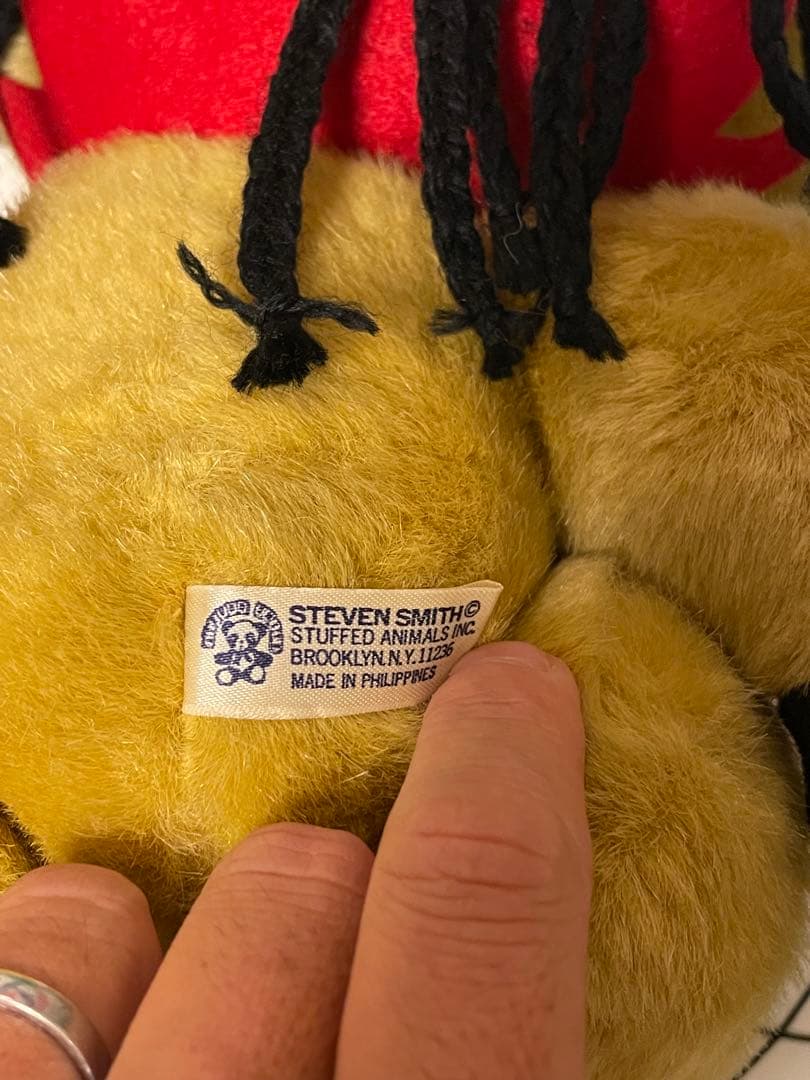 STEVEN SMITH©
STUFFED ANIMALS INC.
BROOKLYN.N.Y.11236
MADE IN PHILIPPINES